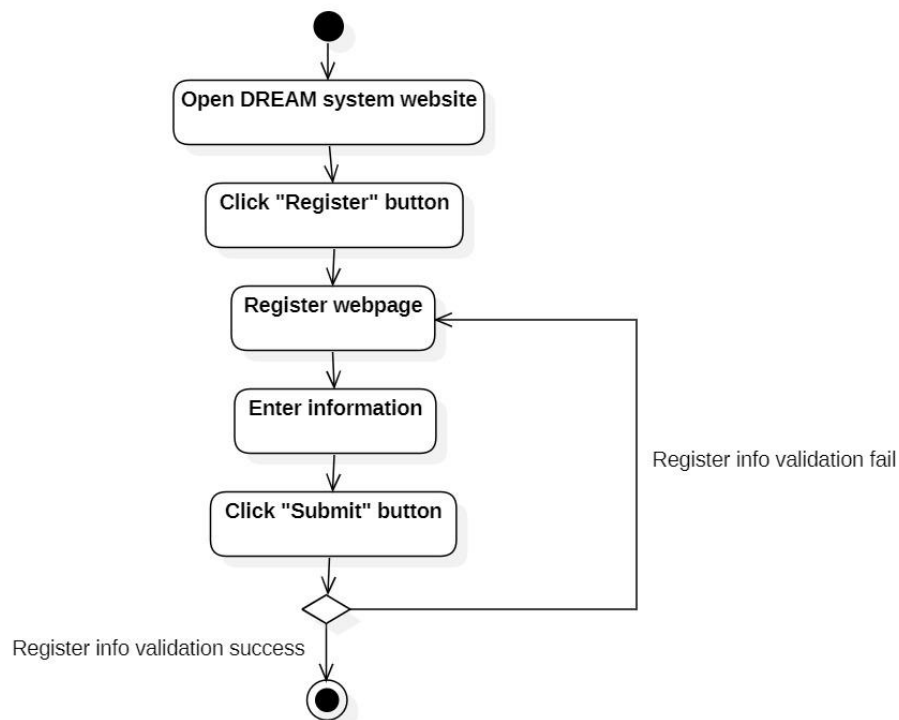 Open DREAM system website
Click "Register" button
Register webpage
Enter information
Register info validation fail
Click "Submit" button
Register info validation success